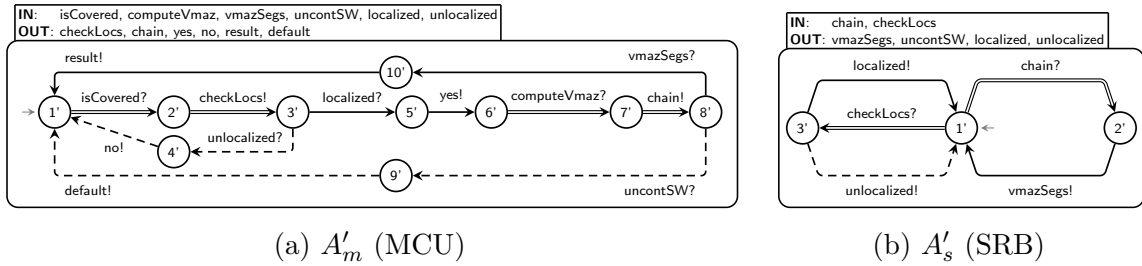 IN: isCovered, computeVmaz, vmazSegs, uncontSW, localized, unlocalized
OUT: checkLocs, chain, yes, no, result, default
result!
10'
vmazSegs?
1'
isCovered?
2'
checkLocs!
3'
localized?
5'
yes!
6'
computeVmaz?
7'
chain!
8'
no!
4'
unlocalized?
default!
9'
uncontSW?
(a) A′m (MCU)
IN: chain, checkLocs
OUT: vmazSegs, uncontSW, localized, unlocalized
localized!
chain?
3'
checkLocs?
1'
2'
unlocalized!
vmazSegs!
(b) A′s (SRB)